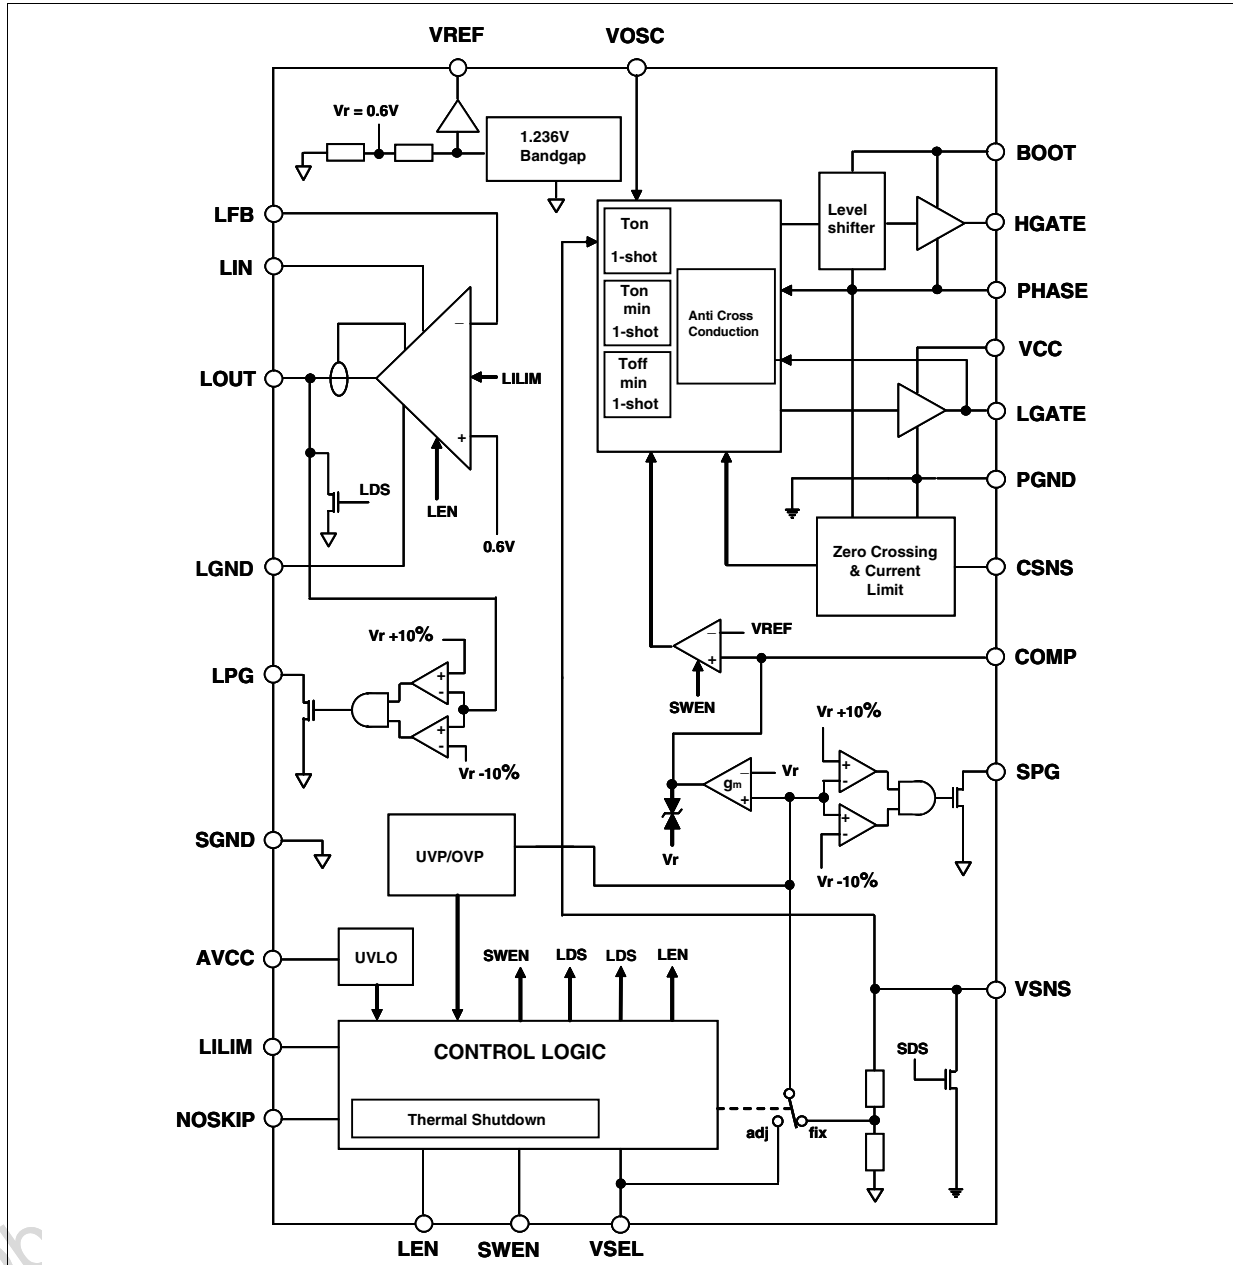 VREF
VOSC
Vr = 0.6V
1.236V
Bandgap
BOOT
HGATE
PHASE
VCC
LGATE
PGND
CSNS
COMP
SPG
VSNS
LFB
LIN
LOUT
LGND
LPG
SGND
AVCC
LILIM
NOSKIP
Ton
1-shot
Ton
min
1-shot
Toff
min
1-shot
Anti Cross
Conduction
Level
shifter
–
LILIM
+
LEN
LDS
0.6V
Zero Crossing
& Current
Limit
– VREF
+
SWEN
Vr +10%
+
-
+
-
Vr -10%
Vr +10%
+
-
+
-
Vr -10%
gm
– Vr
+
Vr
UVP/OVP
UVLO
SWEN
LDS
LDS
LEN
CONTROL LOGIC
Thermal Shutdown
adj
fix
SDS
LEN
SWEN
VSEL